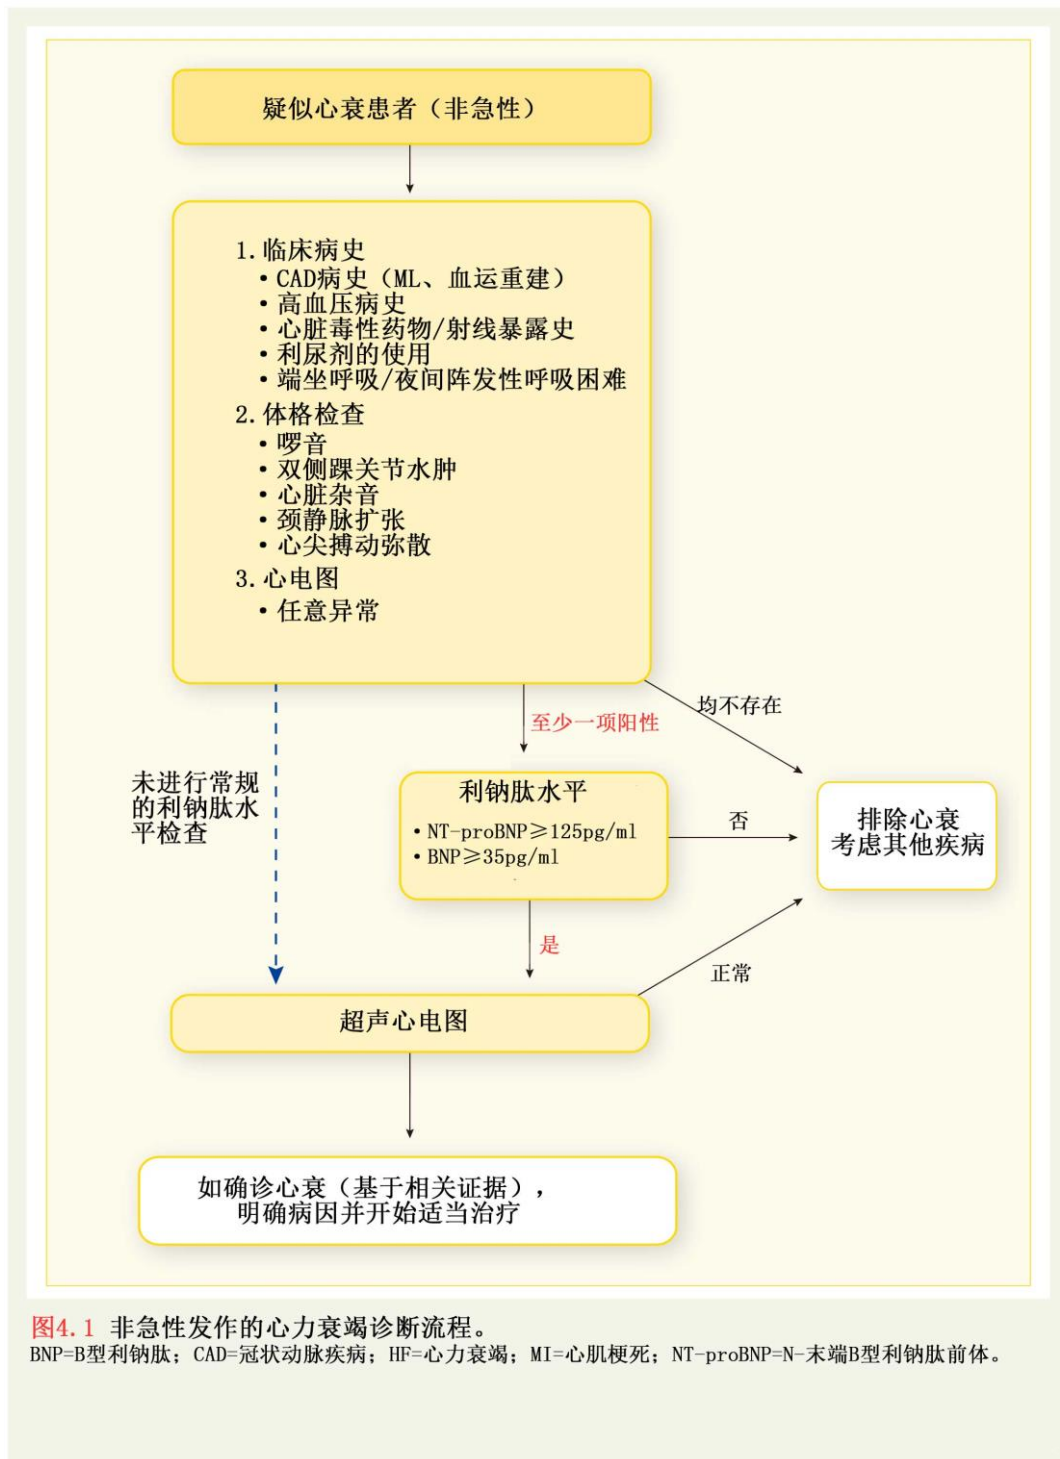 疑似心衰患者（非急性）
1.临床病史
•CAD病史（ML、血运重建）
•高血压病史
•心脏毒性药物/射线暴露史
•利尿剂的使用
•端坐呼吸/夜间阵发性呼吸困难
2.体格检查
•啰音
•双侧踝关节水肿
•心脏杂音
•颈静脉扩张
•心尖搏动弥散
3.心电图
•任意异常
均不存在
至少一项阳性
未进行常规
的利钠肽水
平检查
利钠肽水平
•NT-proBNP≥125pg/ml
•BNP≥35pg/ml
否
排除心衰
考虑其他疾病
是
正常
超声心电图
如确诊心衰（基于相关证据），
明确病因并开始适当治疗
图4.1 非急性发作的心力衰竭诊断流程。
BNP=B型利钠肽；CAD=冠状动脉疾病；HF=心力衰竭；MI=心肌梗死；NT-proBNP=N-末端B型利钠肽前体。